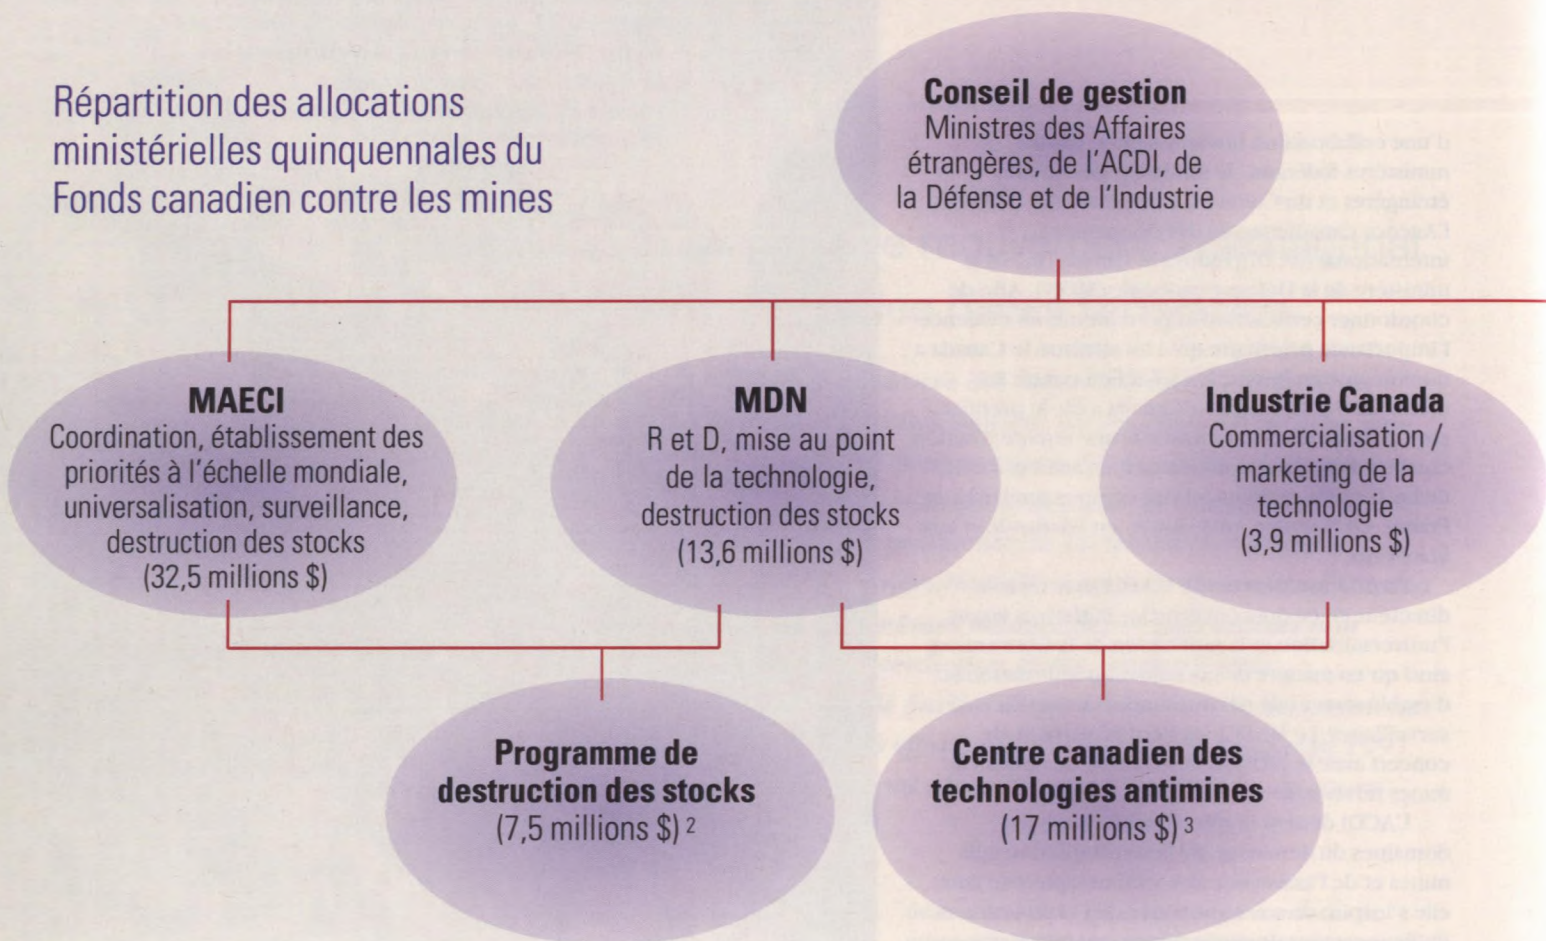 Répartition des allocations
ministérielles quinquennales du
Fonds canadien contre les mines
Conseil de gestion
Ministres des Affaires
étrangères, de l'ACDI, de
la Défense et de l'Industrie
MAECI
Coordination, établissement des
priorités à l'échelle mondiale,
universalisation, surveillance,
destruction des stocks
(32,5 millions $)
MDN
R et D, mise au point
de la technologie,
destruction des stocks
(13,6 millions $)
Industrie Canada
Commercialisation /
marketing de la
technologie
(3,9 millions $)
Programme de
destruction des stocks
(7,5 millions $) 2
Centre canadien des
technologies antimines
(17 millions $) 3